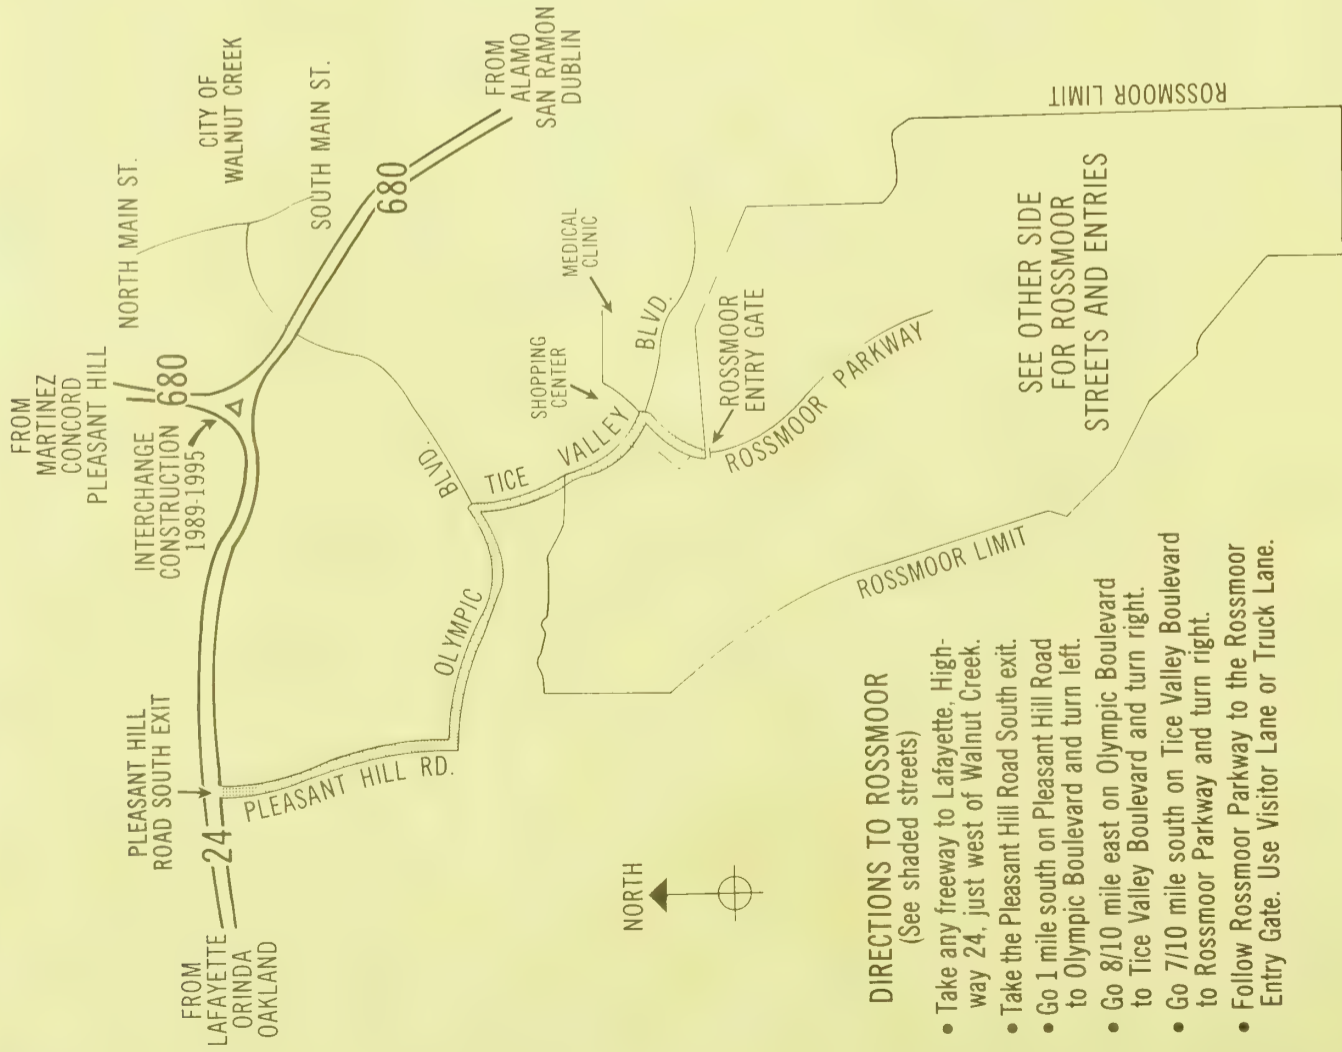 FROM
MARTINEZ
CONCORD
PLEASANT HILL
NORTH MAIN ST.
CITY OF
WALNUT CREEK
SOUTH MAIN ST.
680
680
FROM
ALAMO
SAN RAMON
DUBLIN
INTERCHANGE
CONSTRUCTION
1989-1995
PLEASANT HILL
ROAD SOUTH EXIT
24
FROM
LAFAYETTE
ORINDA
OAKLAND
PLEASANT HILL RD.
OLYMPIC
BLVD.
TICE VALLEY
BLVD.
SHOPPING
CENTER
MEDICAL
CLINIC
ROSSMOOR
ENTRY GATE
ROSSMOOR PARKWAY
ROSSMOOR LIMIT
ROSSMOOR LIMIT
SEE OTHER SIDE
FOR ROSSMOOR
STREETS AND ENTRIES
NORTH
DIRECTIONS TO ROSSMOOR
(See shaded streets)
• Take any freeway to Lafayette, High-
way 24, just west of Walnut Creek.
• Take the Pleasant Hill Road South exit.
• Go 1 mile south on Pleasant Hill Road
to Olympic Boulevard and turn left.
• Go 8/10 mile east on Olympic Boulevard
to Tice Valley Boulevard and turn right.
• Go 7/10 mile south on Tice Valley Boulevard
to Rossmoor Parkway and turn right.
• Follow Rossmoor Parkway to the Rossmoor
Entry Gate. Use Visitor Lane or Truck Lane.